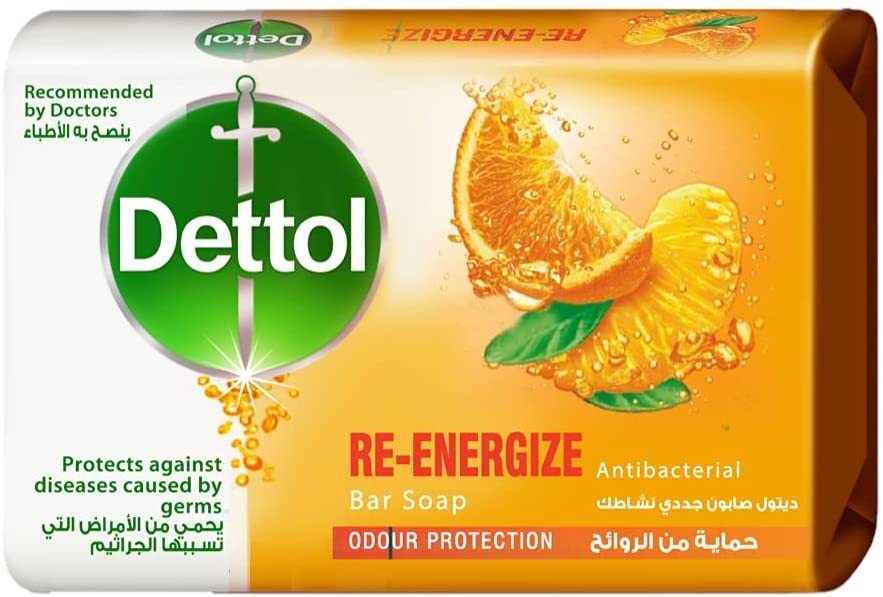 Dettol
RE-ENERGIZE
Recommended
by Doctors
ينصح به الأطباء
Dettol
Protects against
diseases caused by
germs
يحمي من الأمراض التي
تسببها الجراثيم
RE-ENERGIZE
Antibacterial
Bar Soap
ديتول صابون جددي نشاطك
ODOUR PROTECTION
حماية من الروائح